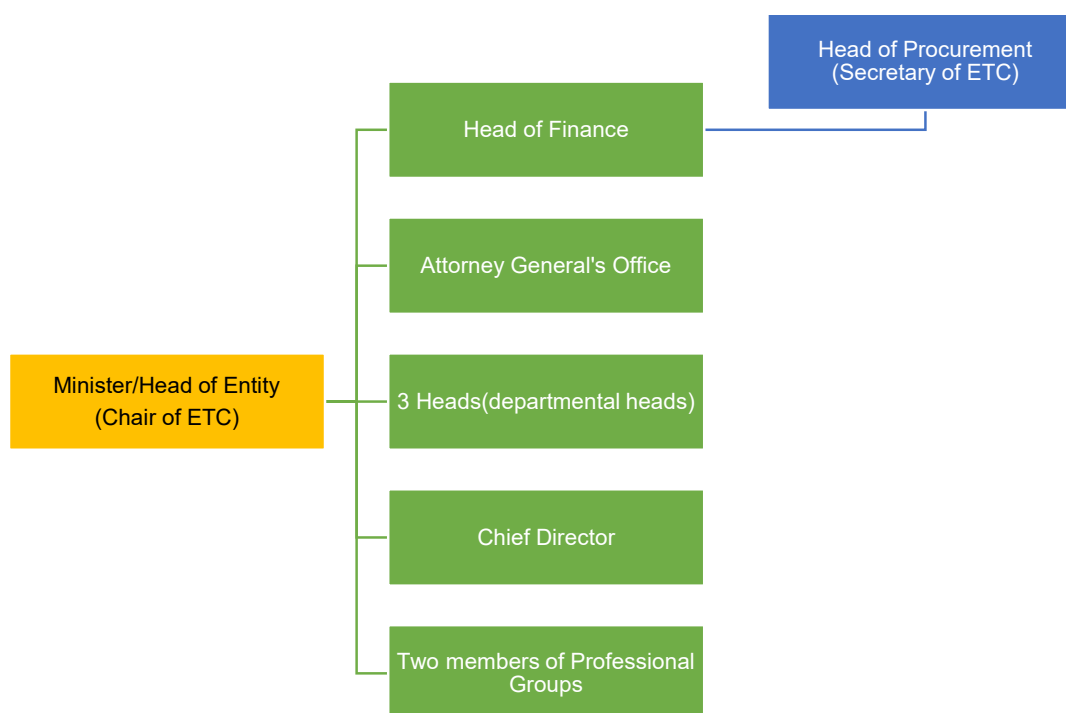 Head of Procurement
(Secretary of ETC)
Head of Finance
Attorney General's Office
Minister/Head of Entity
(Chair of ETC)
3 Heads(departmental heads)
Chief Director
Two members of Professional
Groups